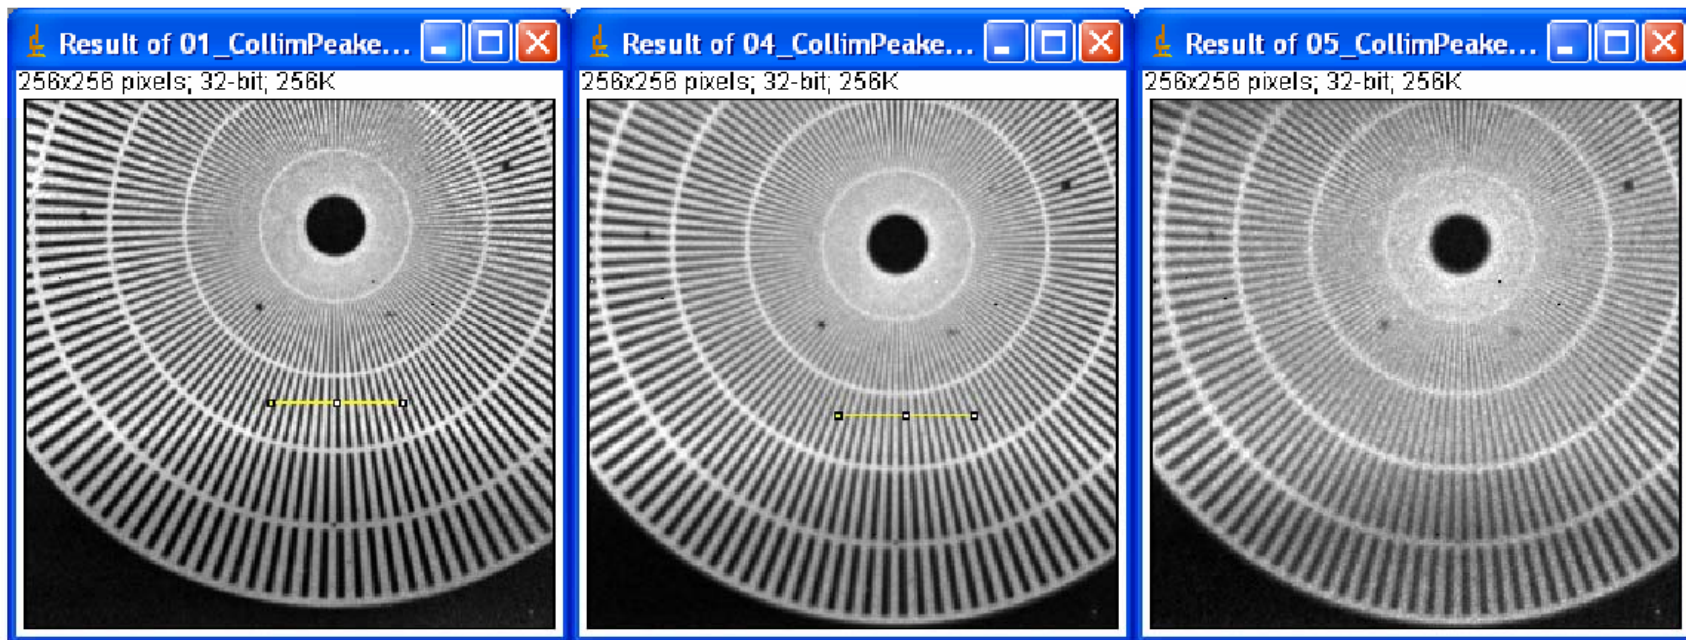 Result of 01_CollimPeake...
256x256 pixels; 32-bit; 256K
Result of 04_CollimPeake...
256x256 pixels; 32-bit; 256K
Result of 05_CollimPeake...
256x256 pixels; 32-bit; 256K